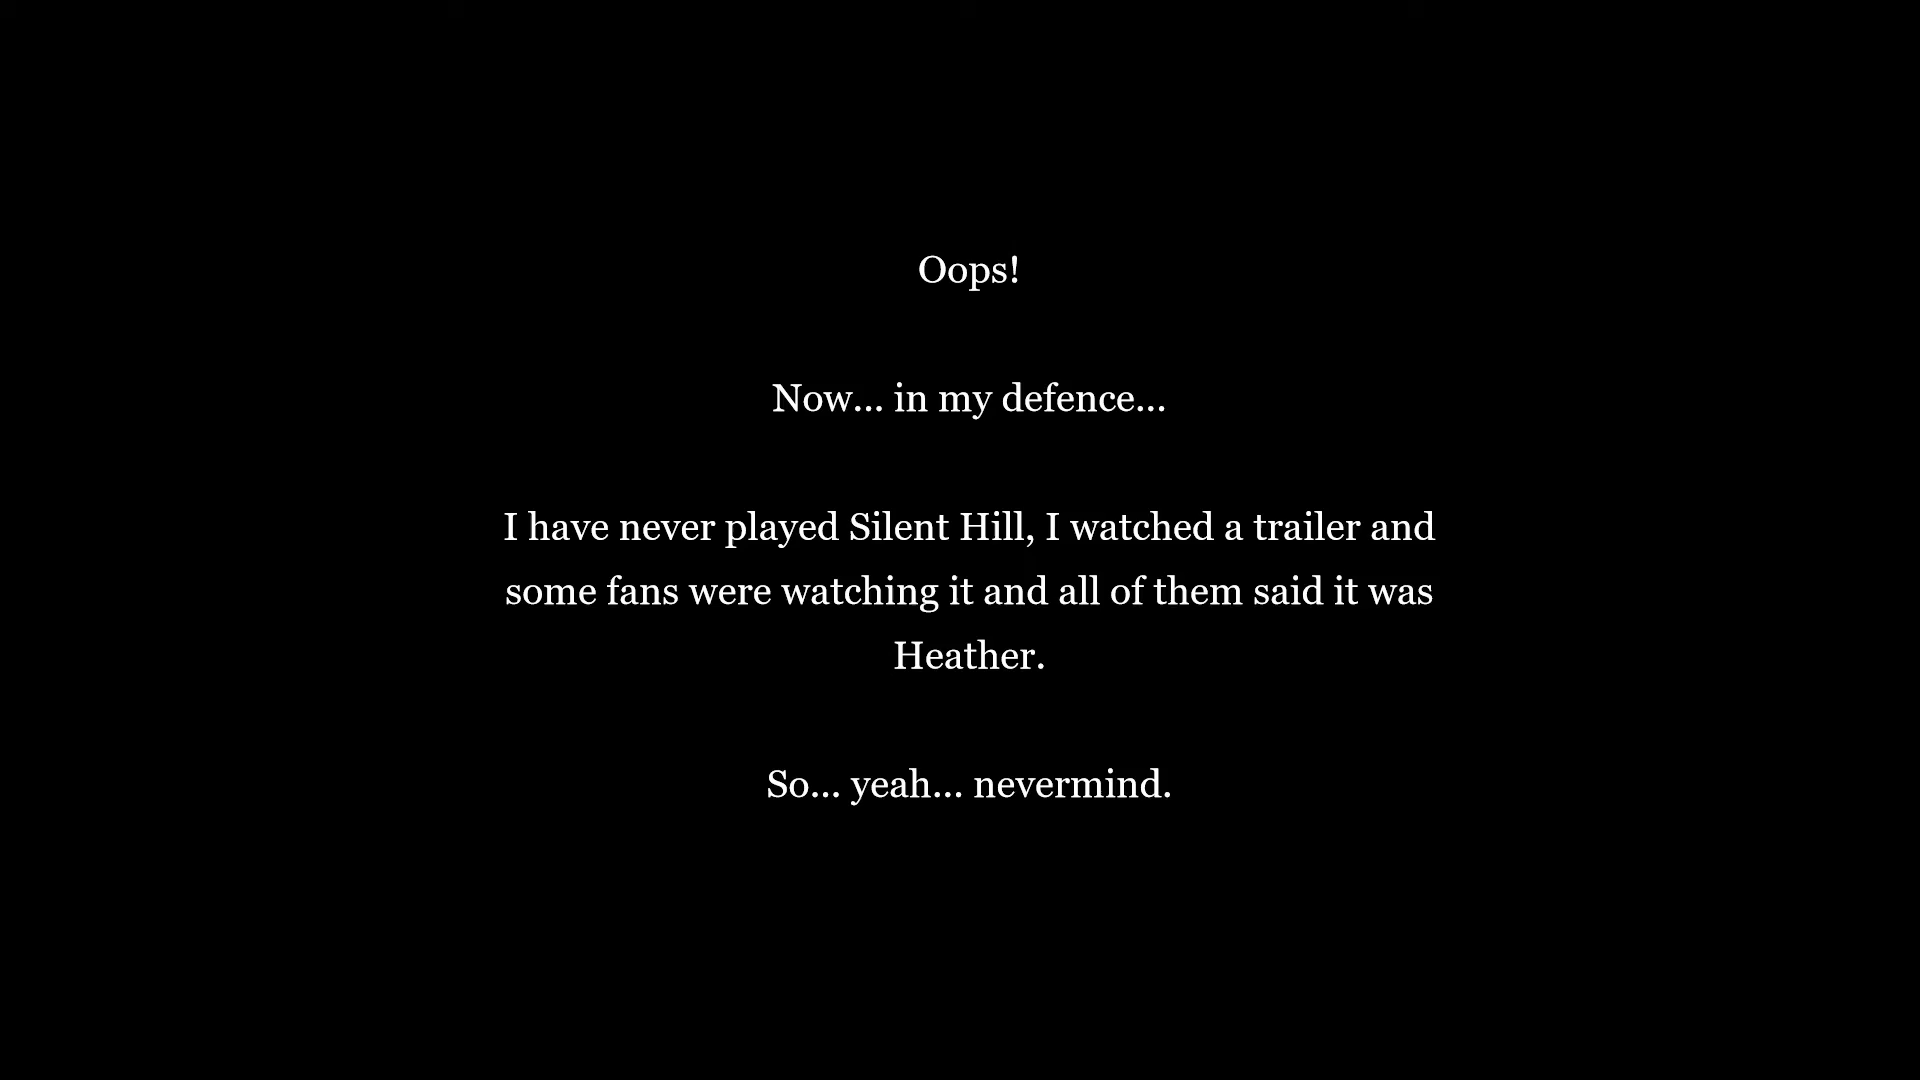 Oops!
Now... in my defence...
I have never played Silent Hill, I watched a trailer and
some fans were watching it and all of them said it was
Heather.
So... yeah... nevermind.